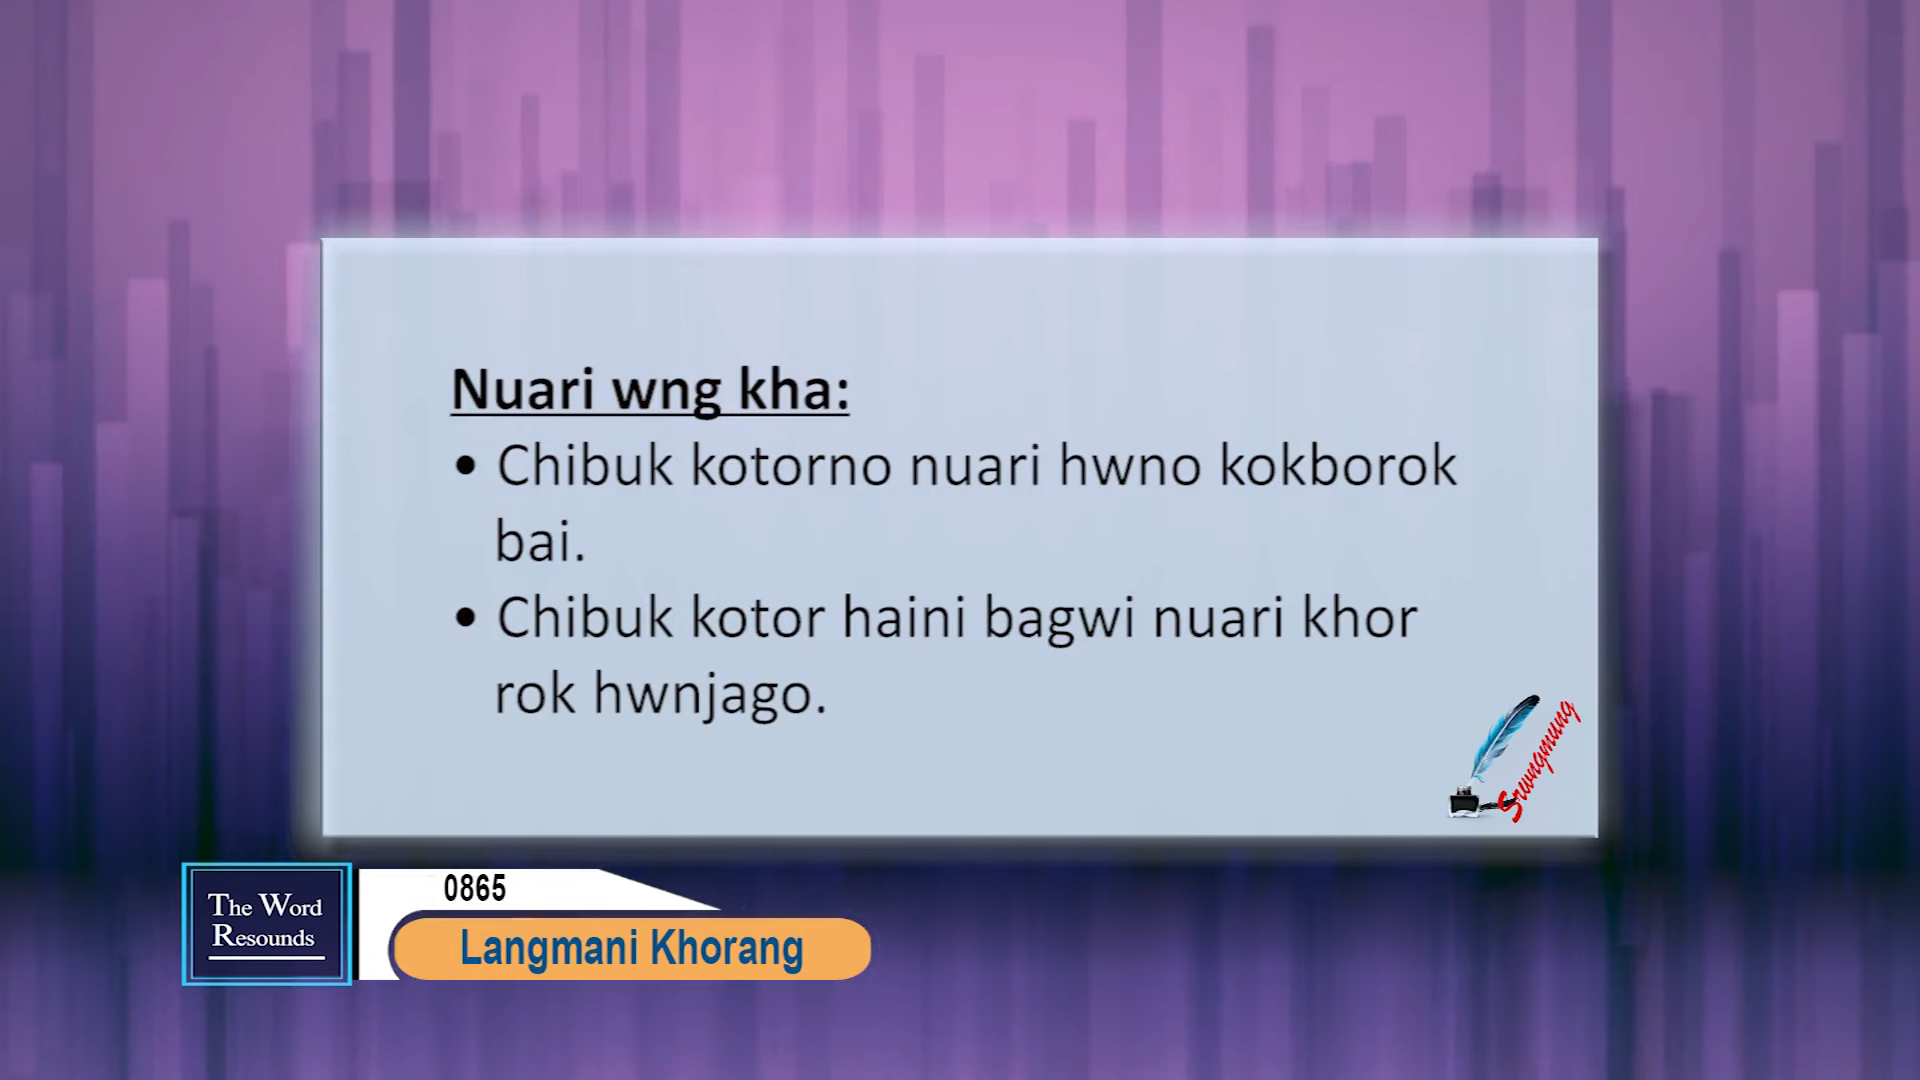 Nuari wng kha:
• Chibuk kotorno nuari hwno kokborok
bai.
• Chibuk kotor haini bagwi nuari khor
rok hwnjago.
Srwngmung
0865
The Word
Resounds
Langmani Khorang